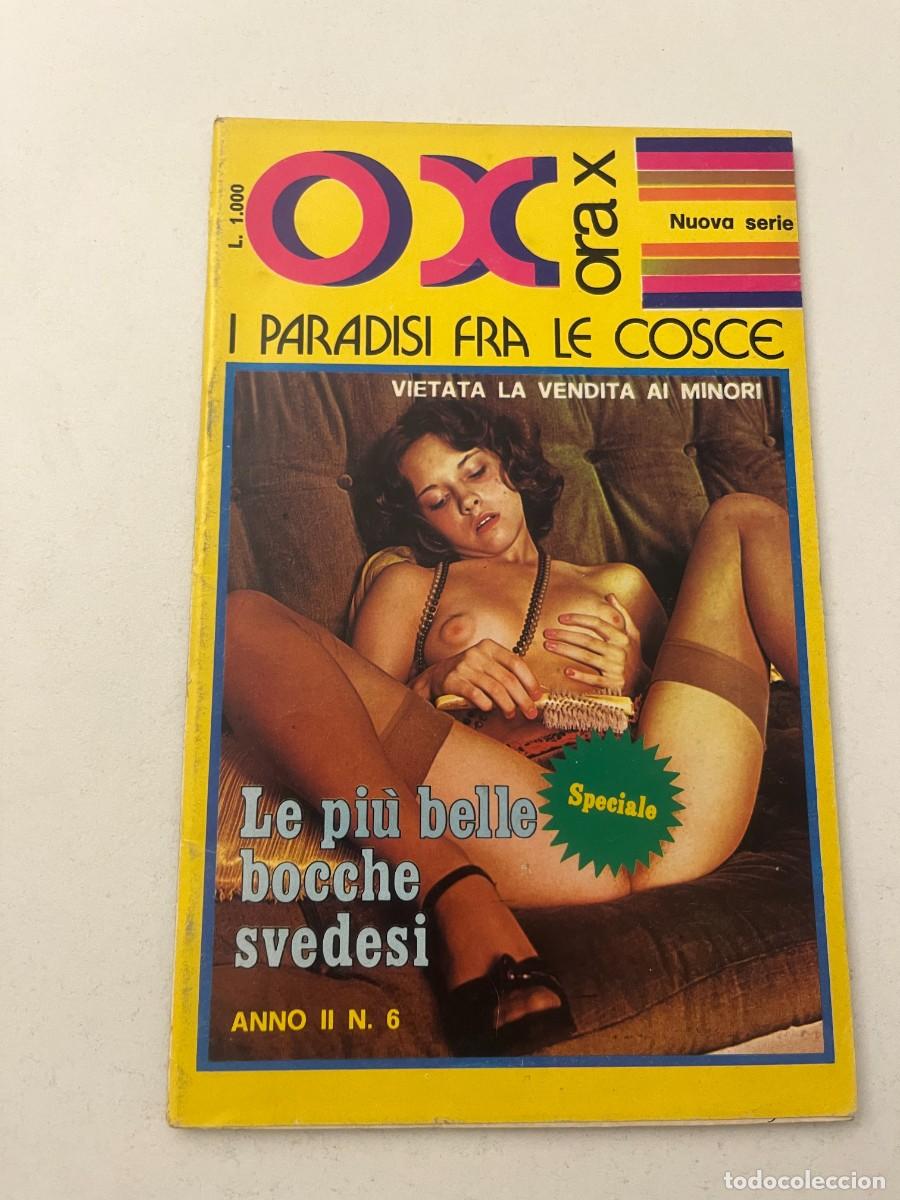 L. 1.000
OX
ora x
Nuova serie
I PARADISI FRA LE COSCE
VIETATA LA VENDITA AI MINORI
Speciale
Le più belle
bocche
svedesi
ANNO II N. 6
todocoleccion